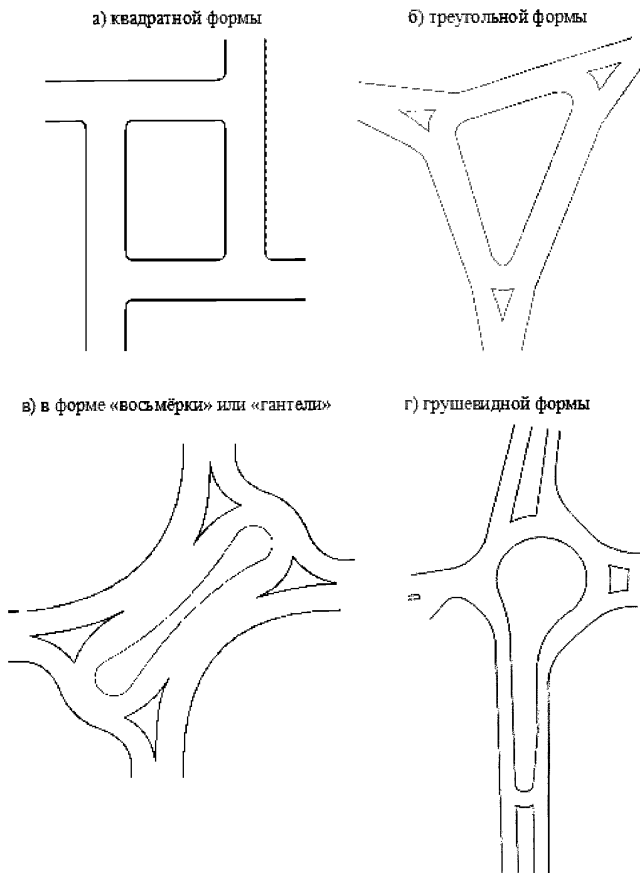 а) квадратной формы
б) треугольной формы
в) в форме «восьмёрки» или «гантели»
г) грушевидной формы